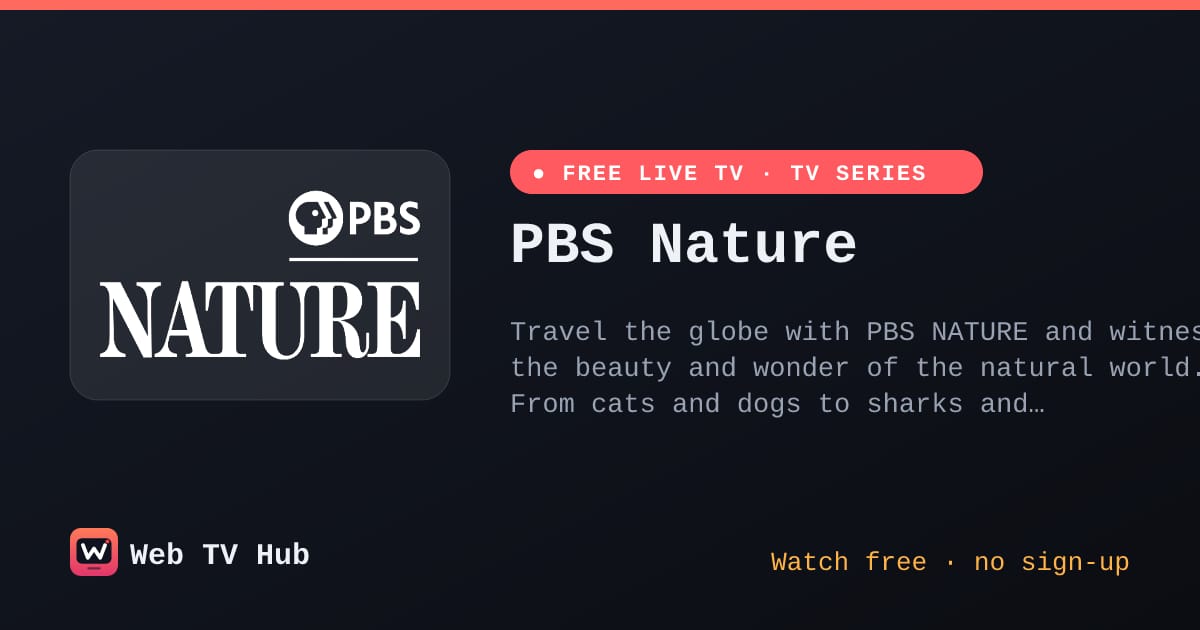 PBS
NATURE
● FREE LIVE TV · TV SERIES
PBS Nature
Travel the globe with PBS NATURE and witnes
the beauty and wonder of the natural world.
From cats and dogs to sharks and…
W
Web TV Hub
Watch free · no sign-up